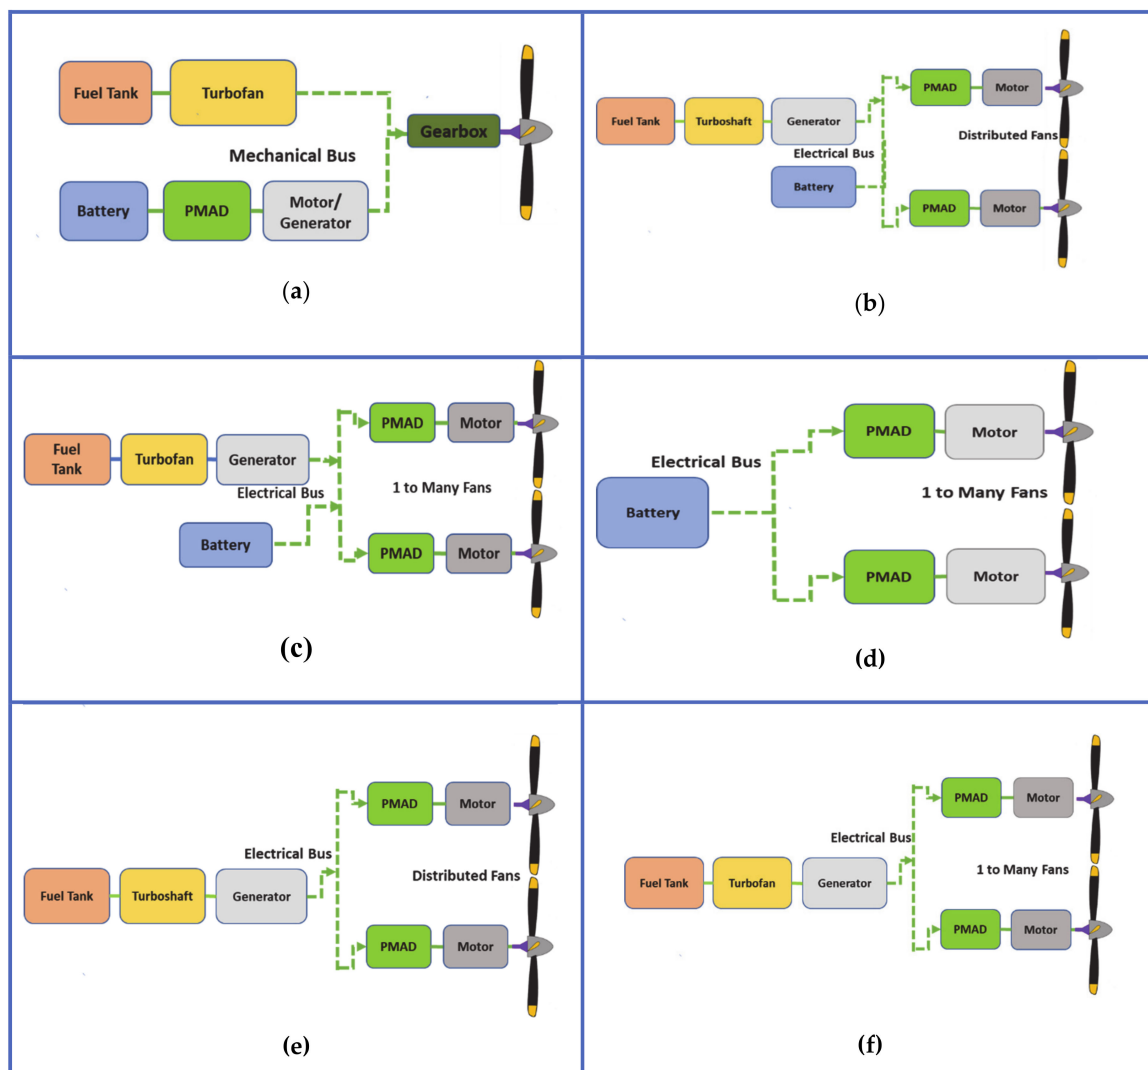 Fuel Tank
Turbofan
Gearbox
Mechanical Bus
Battery
PMAD
Motor/
Generator
(a)
PMAD
Motor
Fuel Tank
Turboshaft
Generator
Distributed Fans
Electrical Bus
Battery
PMAD
Motor
(b)
PMAD
Motor
Fuel
Tank
Turbofan
Generator
1 to Many Fans
Electrical Bus
Battery
PMAD
Motor
(c)
PMAD
Motor
Electrical Bus
Battery
1 to Many Fans
PMAD
Motor
(d)
PMAD
Motor
Electrical Bus
Distributed Fans
Fuel Tank
Turboshaft
Generator
PMAD
Motor
(e)
PMAD
Motor
Electrical Bus
1 to Many Fans
Fuel Tank
Turbofan
Generator
PMAD
Motor
(f)